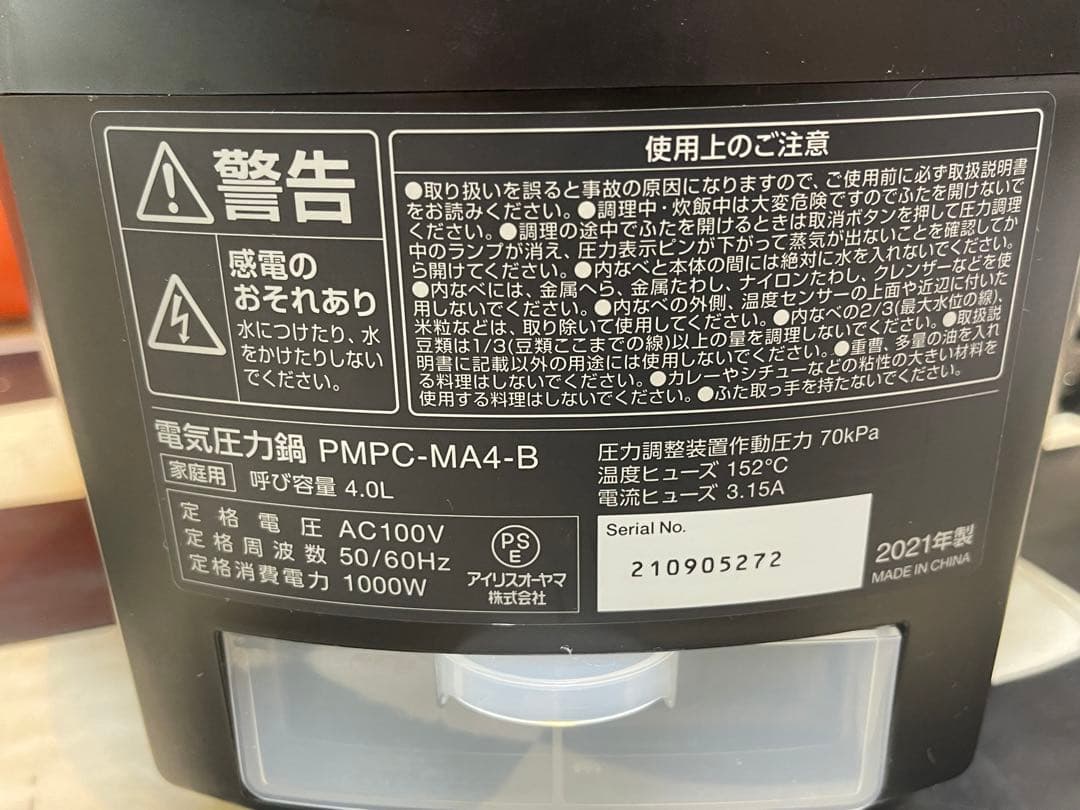 警告
感電の
おそれあり
水につけたり、水
をかけたりしない
でください。
使用上のご注意
●取り扱いを誤ると事故の原因になりますので、ご使用前に必ず取扱説明書
をお読みください。●調理中・炊飯中は大変危険ですのでふたを開けないで
ください。●調理の途中でふたを開けるときは取消ボタンを押して圧力調理
中のランプが消え、圧力表示ピンが下がって蒸気が出ないことを確認してか
ら開けてください。●内なべと本体の間には絶対に水を入れないでください。
●内なべには、金属へら、金属たわし、ナイロンたわし、クレンザーなどを使
用しないでください。●内なべの外側、温度センサーの上面や近辺に付いた
米粒などは、取り除いて使用してください。●内なべの2/3(最大水位の線)、
豆類は1/3(豆類ここまでの線)以上の量を調理しないでください。●取扱説
明書に記載以外の用途には使用しないでください。●重曹、多量の油を入れ
る料理はしないでください。●カレーやシチューなどの粘性の大きい材料を
使用する料理はしないでください。●ふた取っ手を持たないでください。
電気圧力鍋 PMPC-MA4-B
家庭用 呼び容量 4.0L
定格電圧 AC100V
定格周波数 50/60Hz
定格消費電力 1000W
PS
E
アイリスオーヤマ
株式会社
圧力調整装置作動圧力 70kPa
温度ヒューズ 152℃
電流ヒューズ 3.15A
Serial No.
210905272
2021年製
MADE IN CHINA